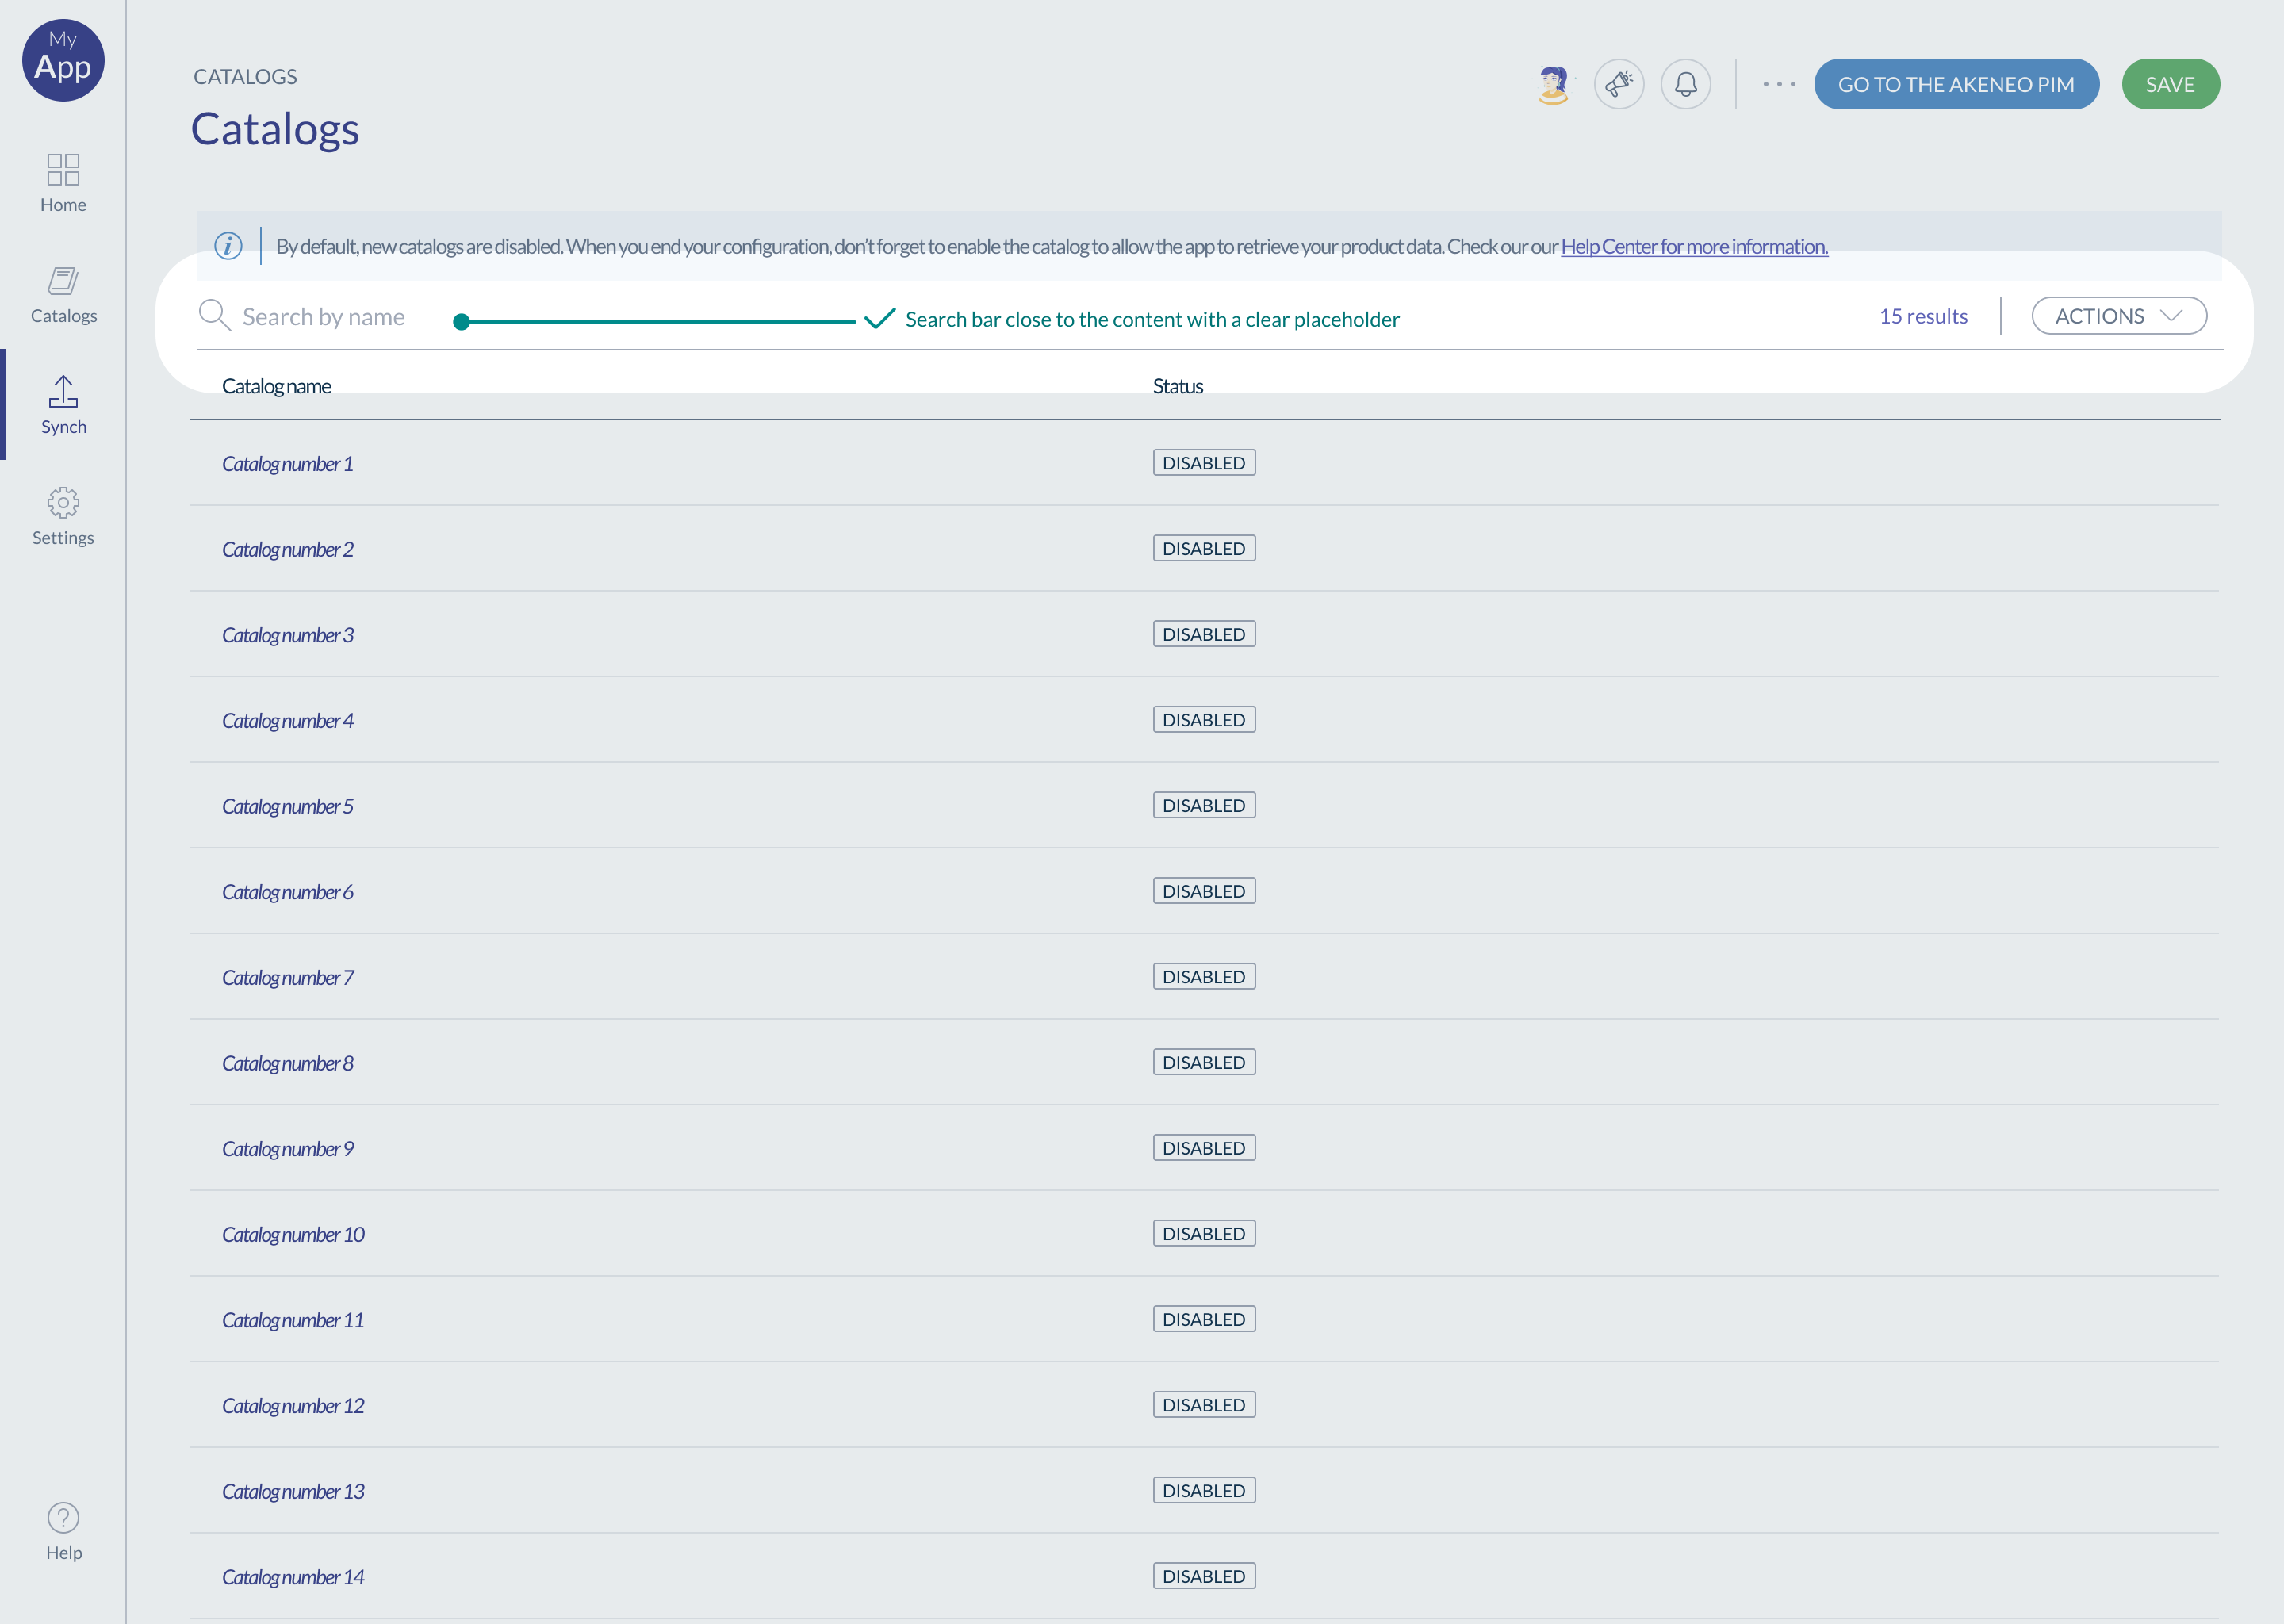 My
App
Home
Catalogs
Synch
Settings
Help
CATALOGS
Catalogs
GO TO THE AKENEO PIM
SAVE
By default, new catalogs are disabled. When you end your configuration, don't forget to enable the catalog to allow the app to retrieve your product data. Check our our Help Center for more information.
Search by name
Search bar close to the content with a clear placeholder
15 results
ACTIONS
Catalog name Status
Catalog number 1 DISABLED
Catalog number 2 DISABLED
Catalog number 3 DISABLED
Catalog number 4 DISABLED
Catalog number 5 DISABLED
Catalog number 6 DISABLED
Catalog number 7 DISABLED
Catalog number 8 DISABLED
Catalog number 9 DISABLED
Catalog number 10 DISABLED
Catalog number 11 DISABLED
Catalog number 12 DISABLED
Catalog number 13 DISABLED
Catalog number 14 DISABLED